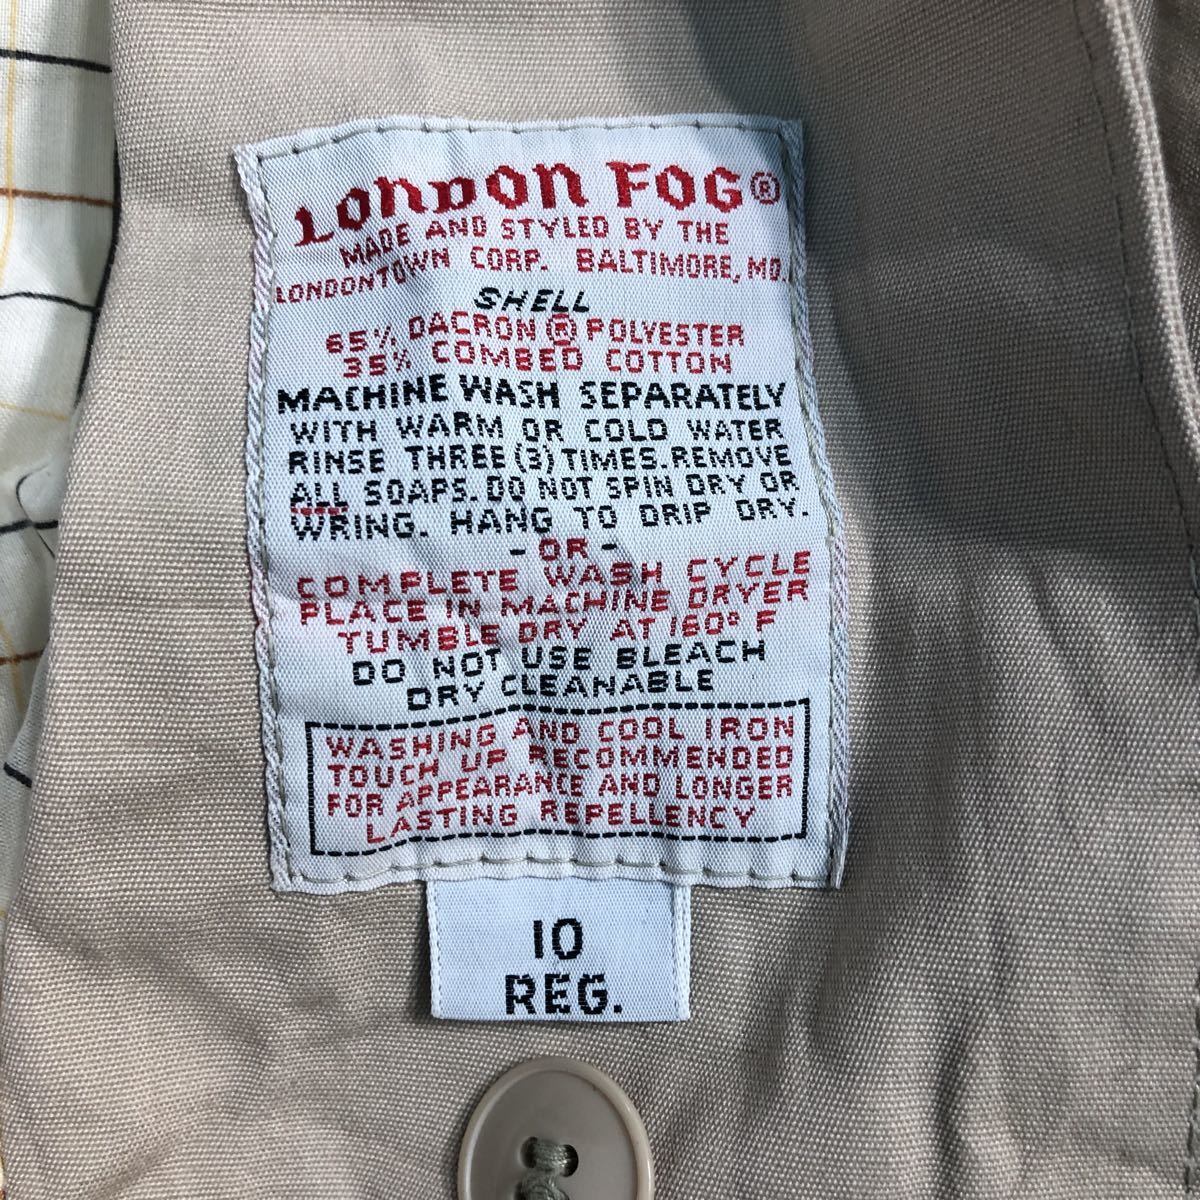 LONDON FOG®
MADE AND STYLED BY THE
LONDONTOWN CORP. BALTIMORE, MD.
SHELL
65% DACRON® POLYESTER
35% COMBED COTTON
MACHINE WASH SEPARATELY
WITH WARM OR COLD WATER
RINSE THREE (3) TIMES. REMOVE
ALL SOAPS. DO NOT SPIN DRY OR
WRING. HANG TO DRIP DRY.
- OR -
COMPLETE WASH CYCLE
PLACE IN MACHINE DRYER
TUMBLE DRY AT 160° F
DO NOT USE BLEACH
DRY CLEANABLE
WASHING AND COOL IRON
TOUCH UP RECOMMENDED
FOR APPEARANCE AND LONGER
LASTING REPELLENCY
10
REG.